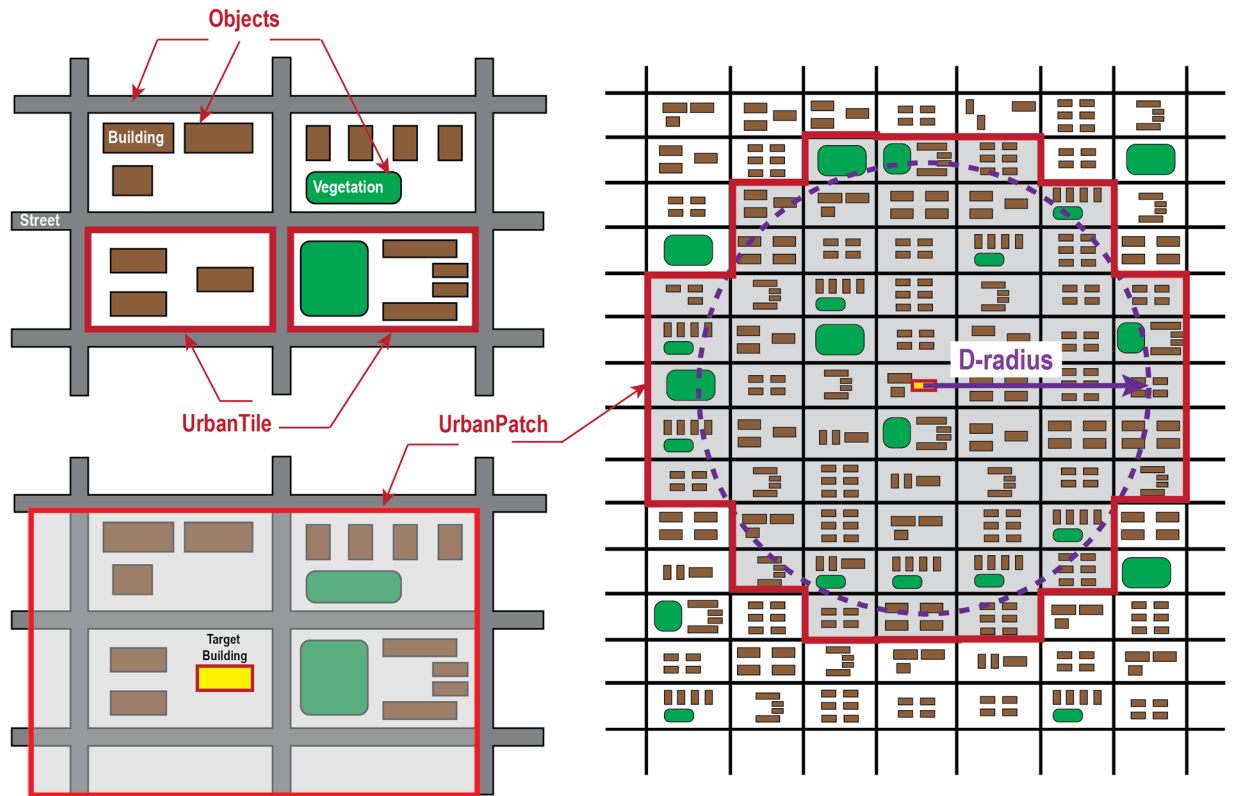 Objects
Building
Vegetation
Street
UrbanTile
UrbanPatch
Target
Building
D-radius